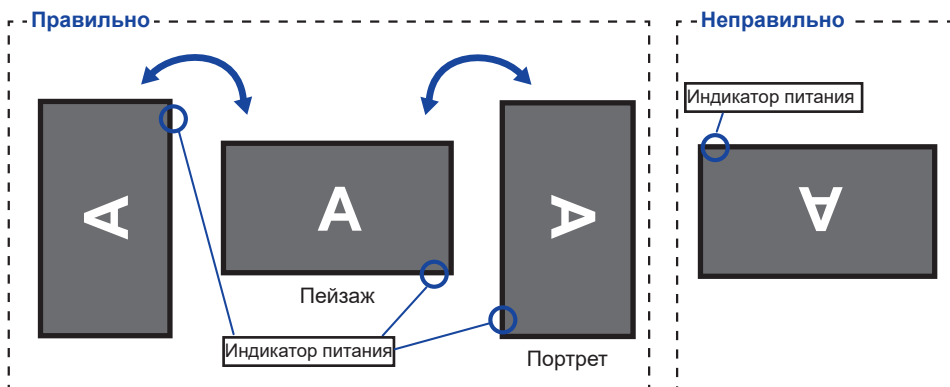 Правильно
Неправильно
Индикатор питания
A
A
A
A
Пейзаж
Индикатор питания
Портрет